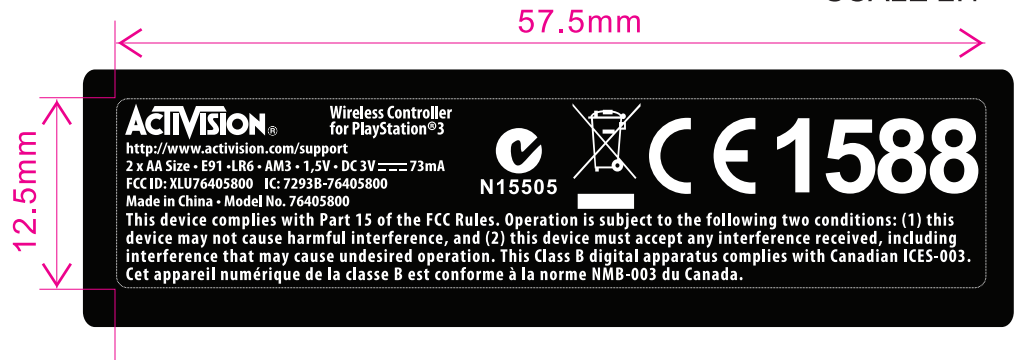 57.5mm
12.5mm
ACTIVISION®
Wireless Controller
for PlayStation®3
http://www.activision.com/support
2 x AA Size • E91 •LR6 • AM3 • 1,5V • DC 3V 73mA
FCC ID: XLU76405800 IC: 7293B-76405800
Made in China • Model No. 76405800
N15505
CE 1588
This device complies with Part 15 of the FCC Rules. Operation is subject to the following two conditions: (1) this
device may not cause harmful interference, and (2) this device must accept any interference received, including
interference that may cause undesired operation. This Class B digital apparatus complies with Canadian ICES-003.
Cet appareil numérique de la classe B est conforme à la norme NMB-003 du Canada.